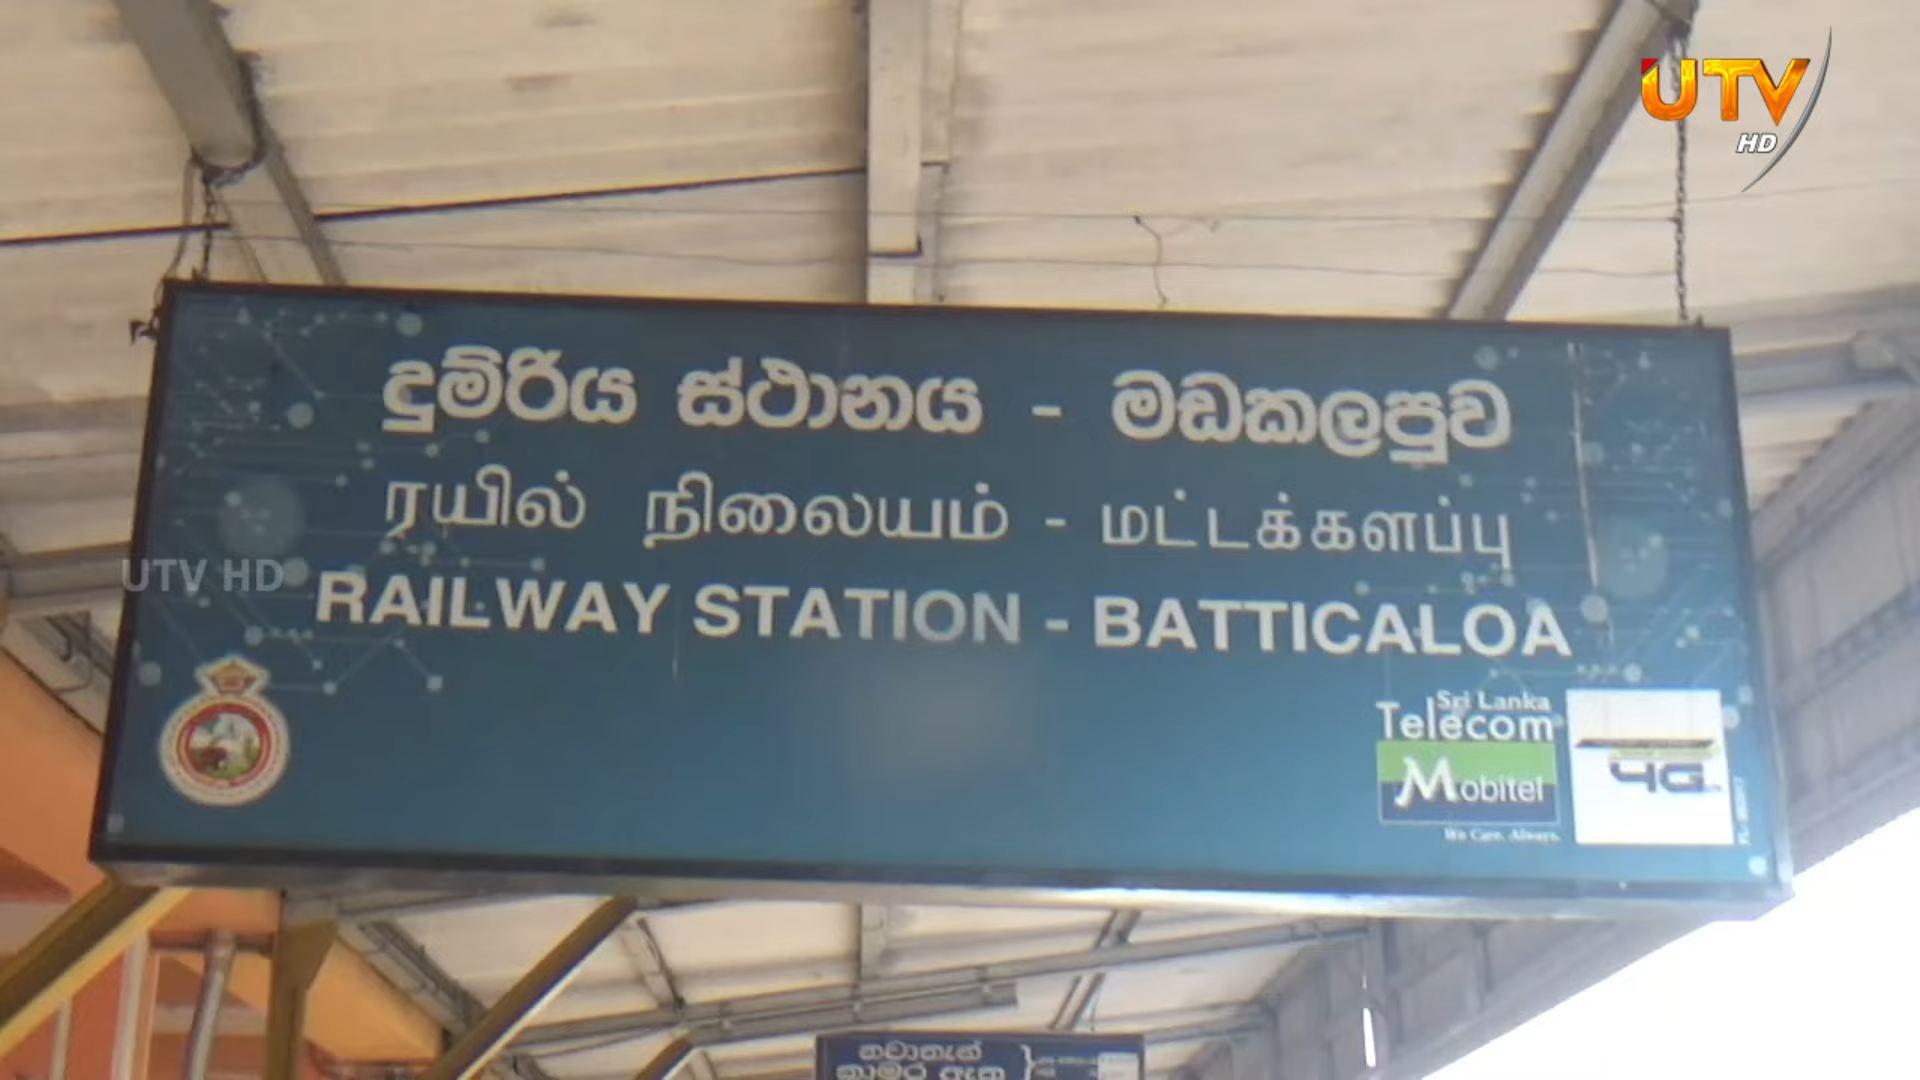 UTV
HD
දුම්රිය ස්ථානය - මඩකලපුව
ரயில் நிலையம் - மட்டக்களப்பு
UTV HD
RAILWAY STATION - BATTICALOA
Sri Lanka
Telecom
Mobitel
We Care. Always.
4G